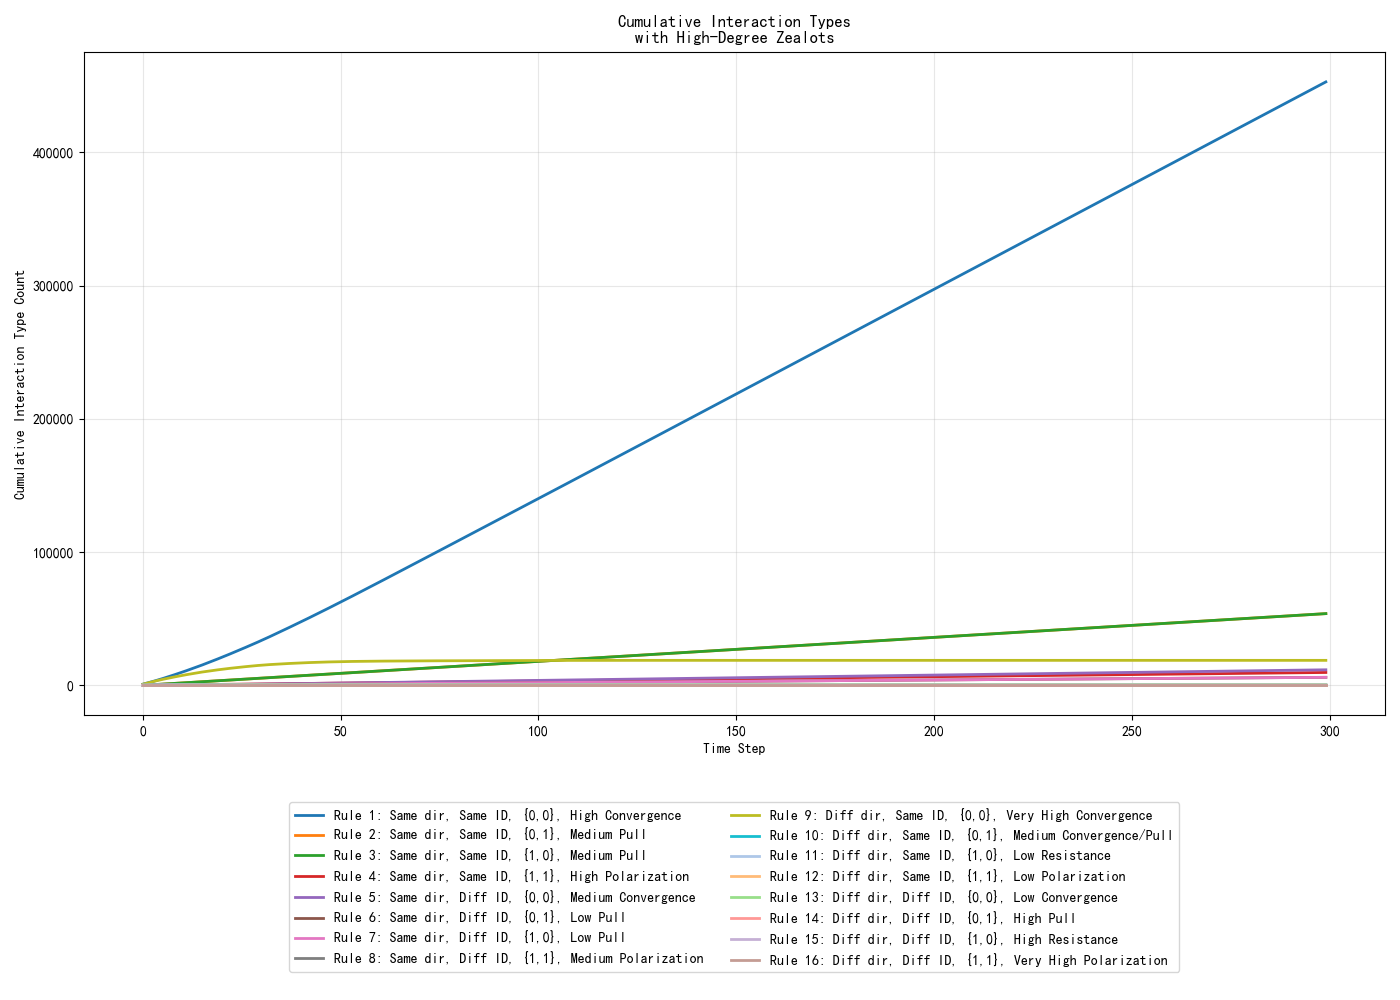 Cumulative Interaction Types
with High-Degree Zealots
Cumulative Interaction Type Count
400000
300000
200000
100000
0
0 50 100 150 200 250 300
Time Step
Rule 1: Same dir, Same ID, {0,0}, High Convergence
Rule 2: Same dir, Same ID, {0,1}, Medium Pull
Rule 3: Same dir, Same ID, {1,0}, Medium Pull
Rule 4: Same dir, Same ID, {1,1}, High Polarization
Rule 5: Same dir, Diff ID, {0,0}, Medium Convergence
Rule 6: Same dir, Diff ID, {0,1}, Low Pull
Rule 7: Same dir, Diff ID, {1,0}, Low Pull
Rule 8: Same dir, Diff ID, {1,1}, Medium Polarization
Rule 9: Diff dir, Same ID, {0,0}, Very High Convergence
Rule 10: Diff dir, Same ID, {0,1}, Medium Convergence/Pull
Rule 11: Diff dir, Same ID, {1,0}, Low Resistance
Rule 12: Diff dir, Same ID, {1,1}, Low Polarization
Rule 13: Diff dir, Diff ID, {0,0}, Low Convergence
Rule 14: Diff dir, Diff ID, {0,1}, High Pull
Rule 15: Diff dir, Diff ID, {1,0}, High Resistance
Rule 16: Diff dir, Diff ID, {1,1}, Very High Polarization